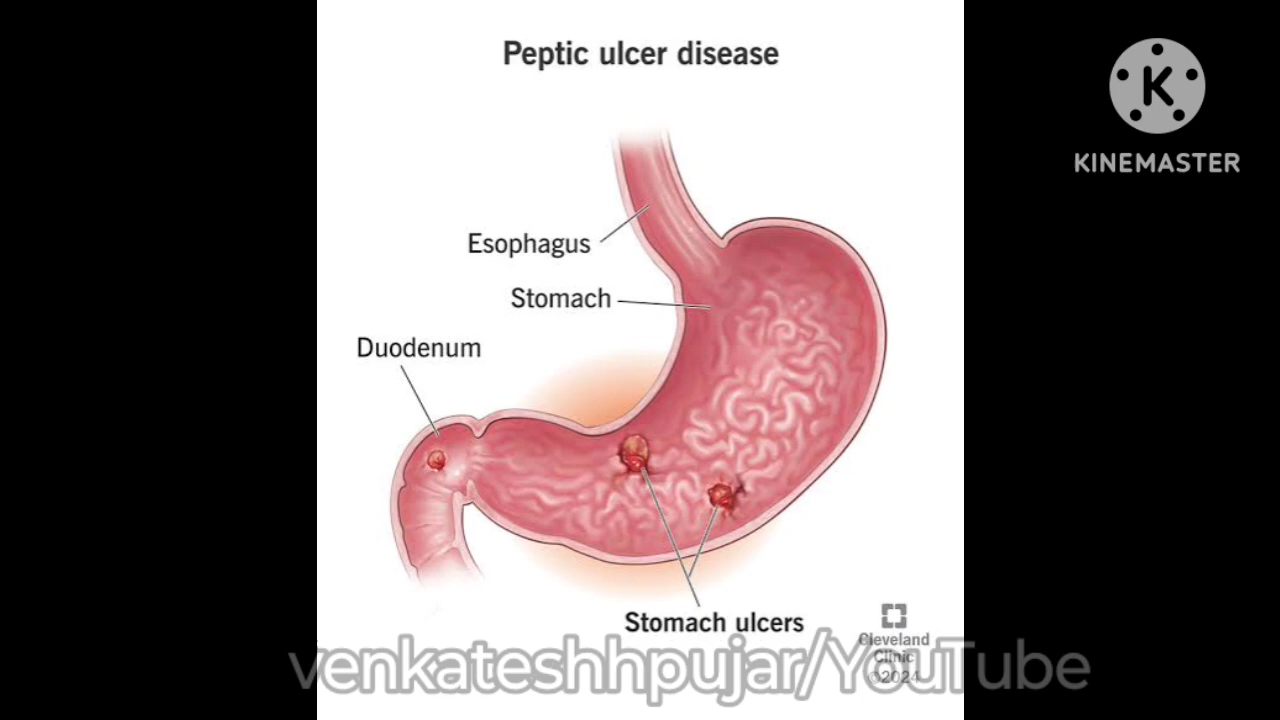 Peptic ulcer disease
K
KINEMASTER
Esophagus
Stomach
Duodenum
Stomach ulcers
Cleveland
Clinic
©2024
venkateshhpujar/YouTube